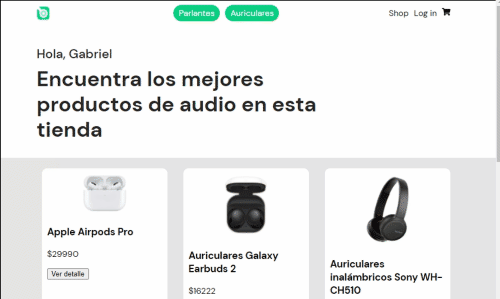 Parlantes Auriculares Shop Log in
Hola, Gabriel
Encuentra los mejores
productos de audio en esta
tienda
Apple Airpods Pro
$29990
Ver detalle
Auriculares Galaxy
Earbuds 2
$16222
Auriculares
inalámbricos Sony WH-
CH510